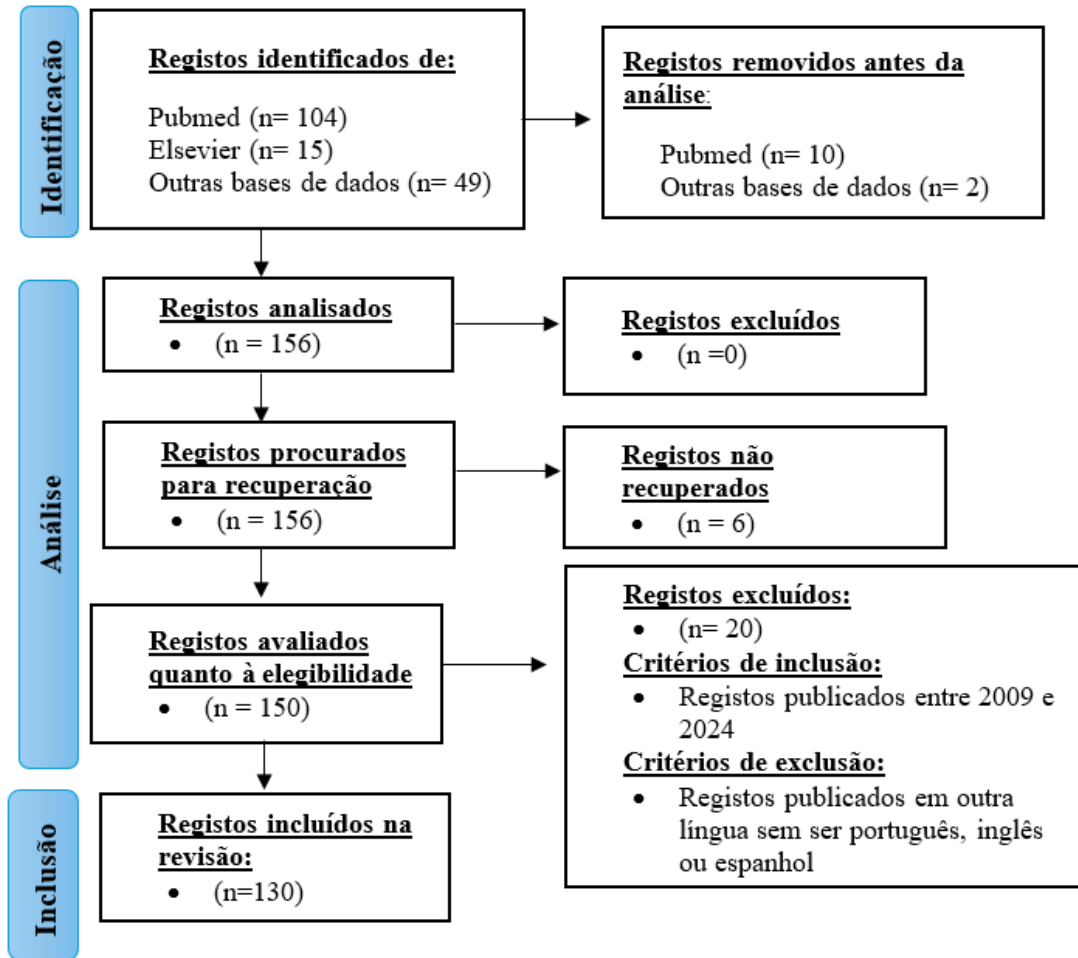 Identificação
Registos identificados de:
Pubmed (n= 104)
Elsevier (n= 15)
Outras bases de dados (n= 49)
Registos removidos antes da
análise:
Pubmed (n= 10)
Outras bases de dados (n= 2)
Análise
Registos analisados
• (n = 156)
Registos excluídos
• (n =0)
Registos procurados
para recuperação
• (n = 156)
Registos não
recuperados
• (n = 6)
Registos avaliados
quanto à elegibilidade
• (n = 150)
Registos excluídos:
• (n= 20)
Critérios de inclusão:
• Registos publicados entre 2009 e
2024
Critérios de exclusão:
• Registos publicados em outra
língua sem ser português, inglês
ou espanhol
Inclusão
Registos incluídos na
revisão:
• (n=130)